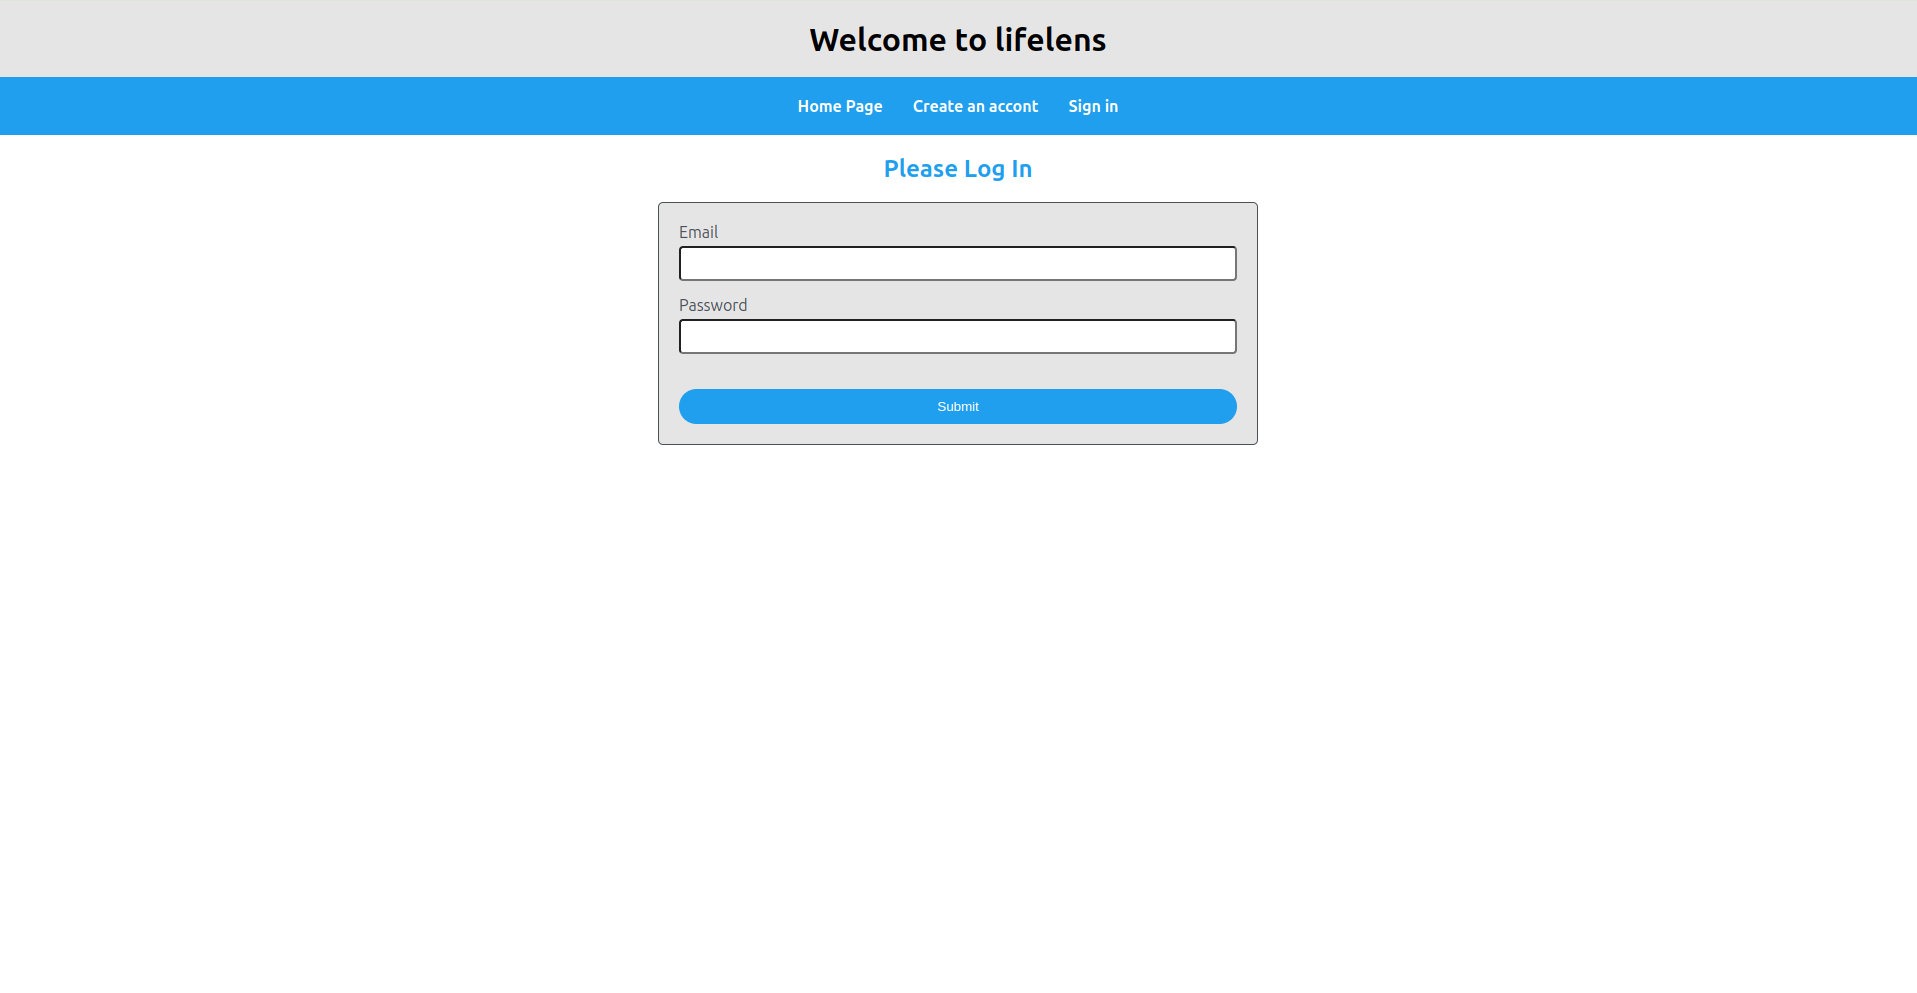 Welcome to lifelens
Home Page Create an accont Sign in
Please Log In
Email
Password
Submit